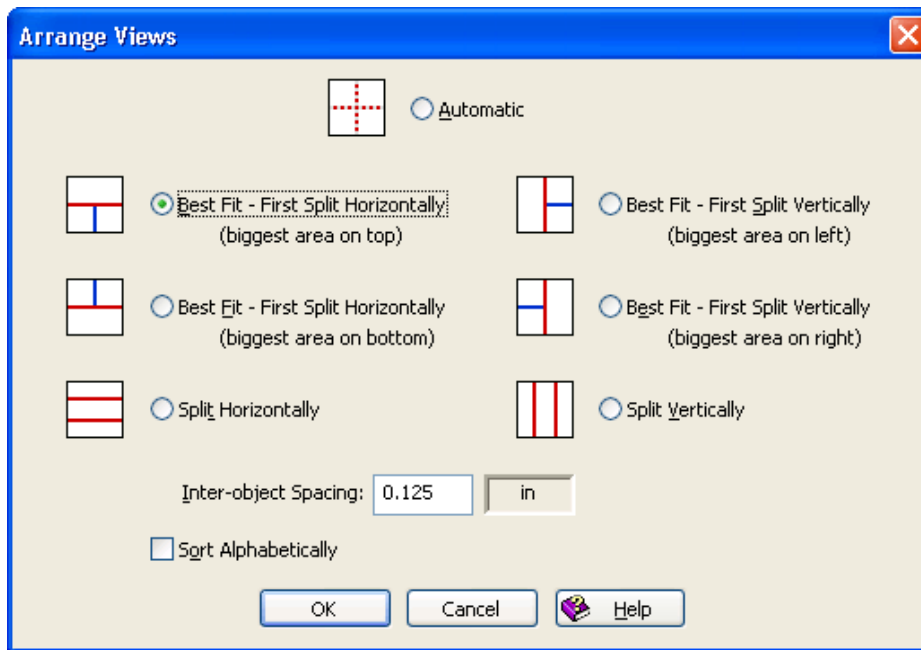 Arrange Views
Automatic
Best Fit - First Split Horizontally
(biggest area on top)
Best Fit - First Split Vertically
(biggest area on left)
Best Fit - First Split Horizontally
(biggest area on bottom)
Best Fit - First Split Vertically
(biggest area on right)
Split Horizontally
Split Vertically
Inter-object Spacing: 0.125 in
Sort Alphabetically
OK Cancel Help